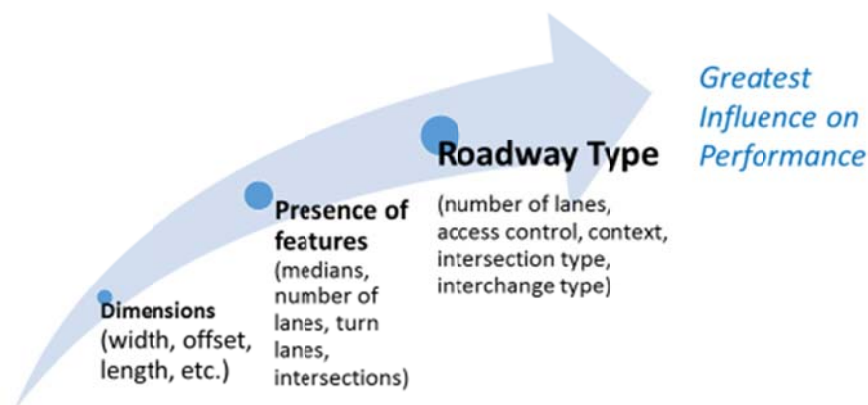 Dimensions
(width, offset,
length, etc.)
Presence of
features
(medians,
number of
lanes, turn
lanes,
intersections)
Roadway Type
(number of lanes,
access control, context,
intersection type,
interchange type)
Greatest
Influence on
Performance